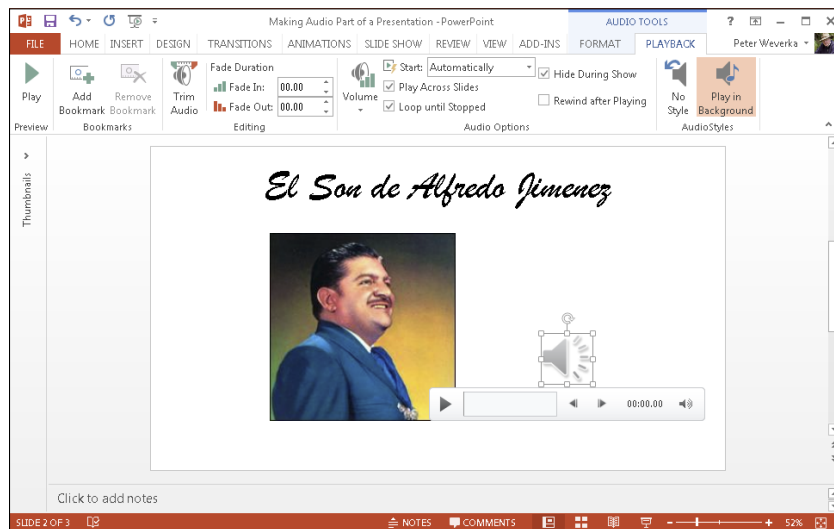 Making Audio Part of a Presentation - PowerPoint
AUDIO TOOLS
?
FILE HOME INSERT DESIGN TRANSITIONS ANIMATIONS SLIDE SHOW REVIEW VIEW ADD-INS FORMAT PLAYBACK Peter Weverka
Play
Preview
Add Bookmark
Remove Bookmark
Bookmarks
Trim Audio
Fade Duration
Fade In: 00.00
Fade Out: 00.00
Editing
Volume
Start: Automatically
Play Across Slides
Loop until Stopped
Hide During Show
Rewind after Playing
Audio Options
No Style
Play in Background
AudioStyles
Thumbnails
El Son de Alfredo Jimenez
00:00.00
Click to add notes
SLIDE 2 OF 3 NOTES COMMENTS 52%